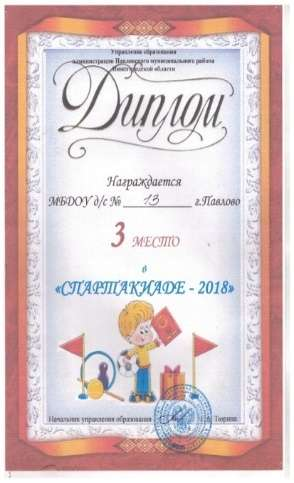 Управление образования
администрации Павловского муниципального района
Нижегородской области
Диплом
Награждается
МБДОУ д/с № 13 г.Павлово
3 МЕСТО
в
«СПАРТАКИАДЕ - 2018»
Начальник управления образования Тюрина